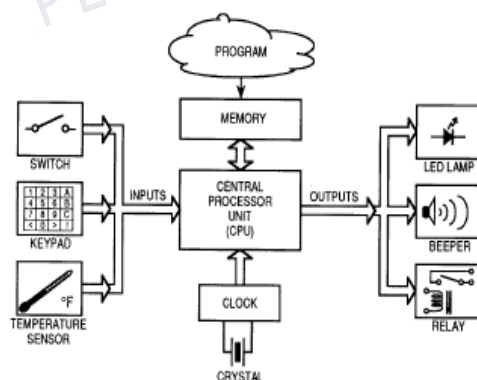 PROGRAM
MEMORY
SWITCH
1 2 3 A
4 5 6 B
7 8 9 C
< 0 > !
KEYPAD
°F
TEMPERATURE
SENSOR
INPUTS
CENTRAL
PROCESSOR
UNIT
(CPU)
OUTPUTS
CLOCK
CRYSTAL
LED LAMP
BEEPER
RELAY